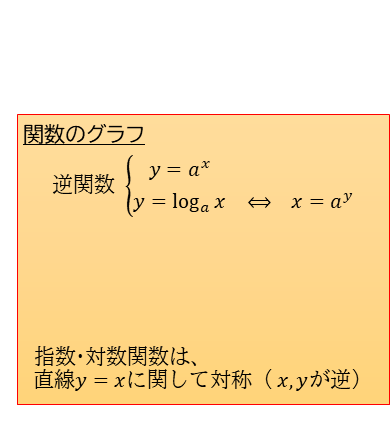 関数のグラフ
y = a^x
逆関数 {
y = log_a x ⇔ x = a^y
指数・対数関数は、
直線y = xに関して対称（ x, yが逆）